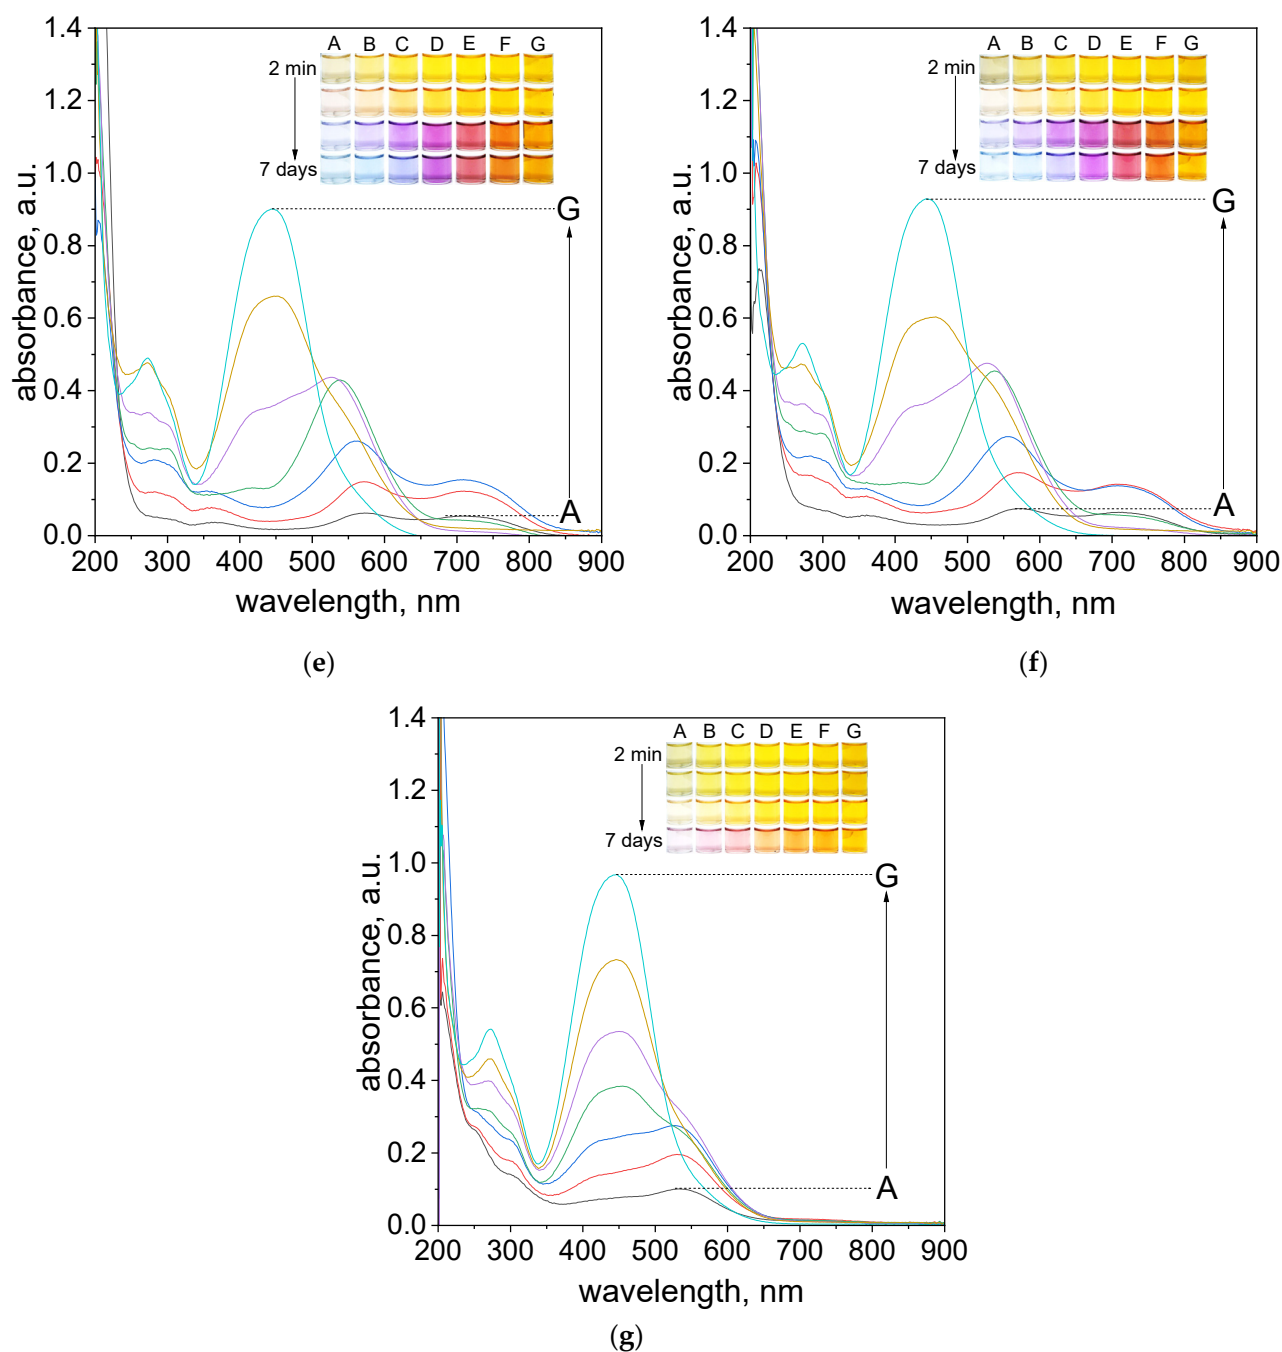 A B C D E F G
2 min
7 days
1.4
1.2
1.0
0.8
0.6
0.4
0.2
0.0
absorbance, a.u.
G
A
200 300 400 500 600 700 800 900
wavelength, nm
(e)
A B C D E F G
2 min
7 days
1.4
1.2
1.0
0.8
0.6
0.4
0.2
0.0
absorbance, a.u.
G
A
200 300 400 500 600 700 800 900
wavelength, nm
(f)
A B C D E F G
2 min
7 days
1.4
1.2
1.0
0.8
0.6
0.4
0.2
0.0
absorbance, a.u.
G
A
200 300 400 500 600 700 800 900
wavelength, nm
(g)